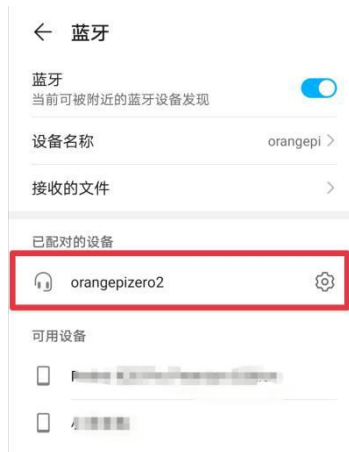 蓝牙
蓝牙
当前可被附近的蓝牙设备发现
设备名称 orangepi
接收的文件
已配对的设备
orangepizero2
可用设备